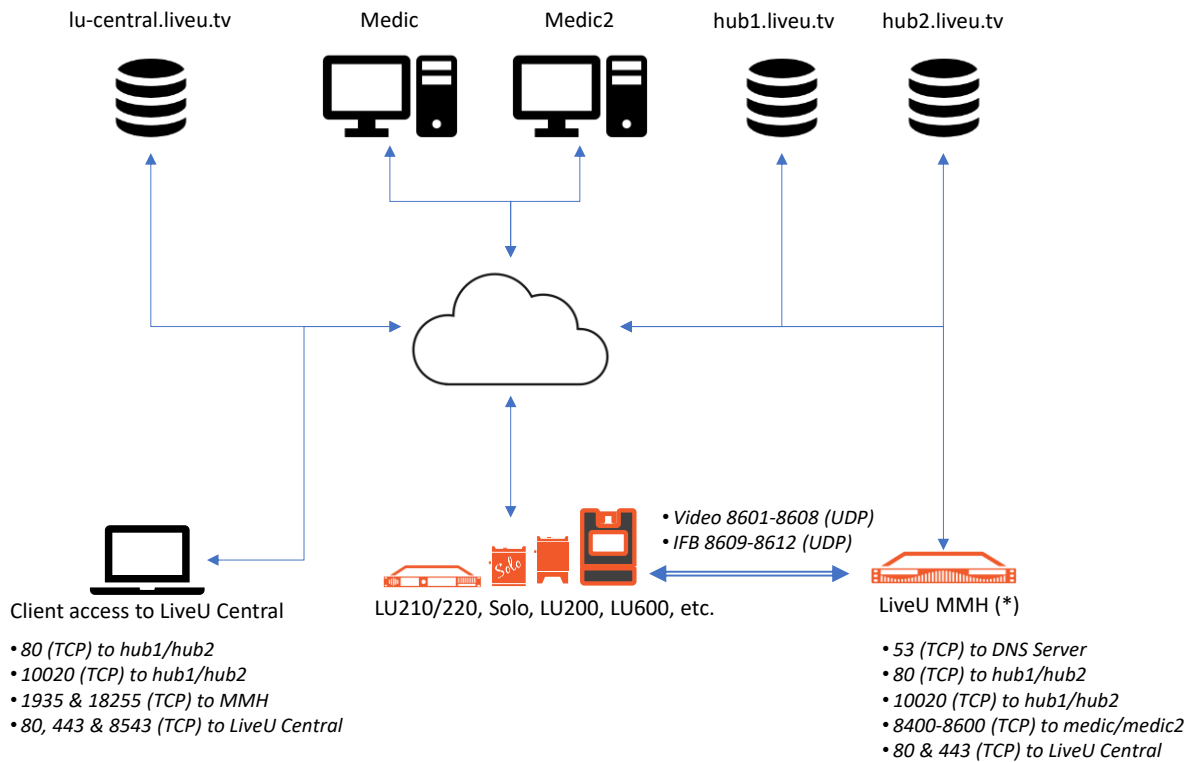 lu-central.liveu.tv
Medic
Medic2
hub1.liveu.tv
hub2.liveu.tv
• Video 8601-8608 (UDP)
• IFB 8609-8612 (UDP)
Solo
Client access to LiveU Central
LU210/220, Solo, LU200, LU600, etc.
LiveU MMH (*)
• 80 (TCP) to hub1/hub2
• 10020 (TCP) to hub1/hub2
• 1935 & 18255 (TCP) to MMH
• 80, 443 & 8543 (TCP) to LiveU Central
• 53 (TCP) to DNS Server
• 80 (TCP) to hub1/hub2
• 10020 (TCP) to hub1/hub2
• 8400-8600 (TCP) to medic/medic2
• 80 & 443 (TCP) to LiveU Central